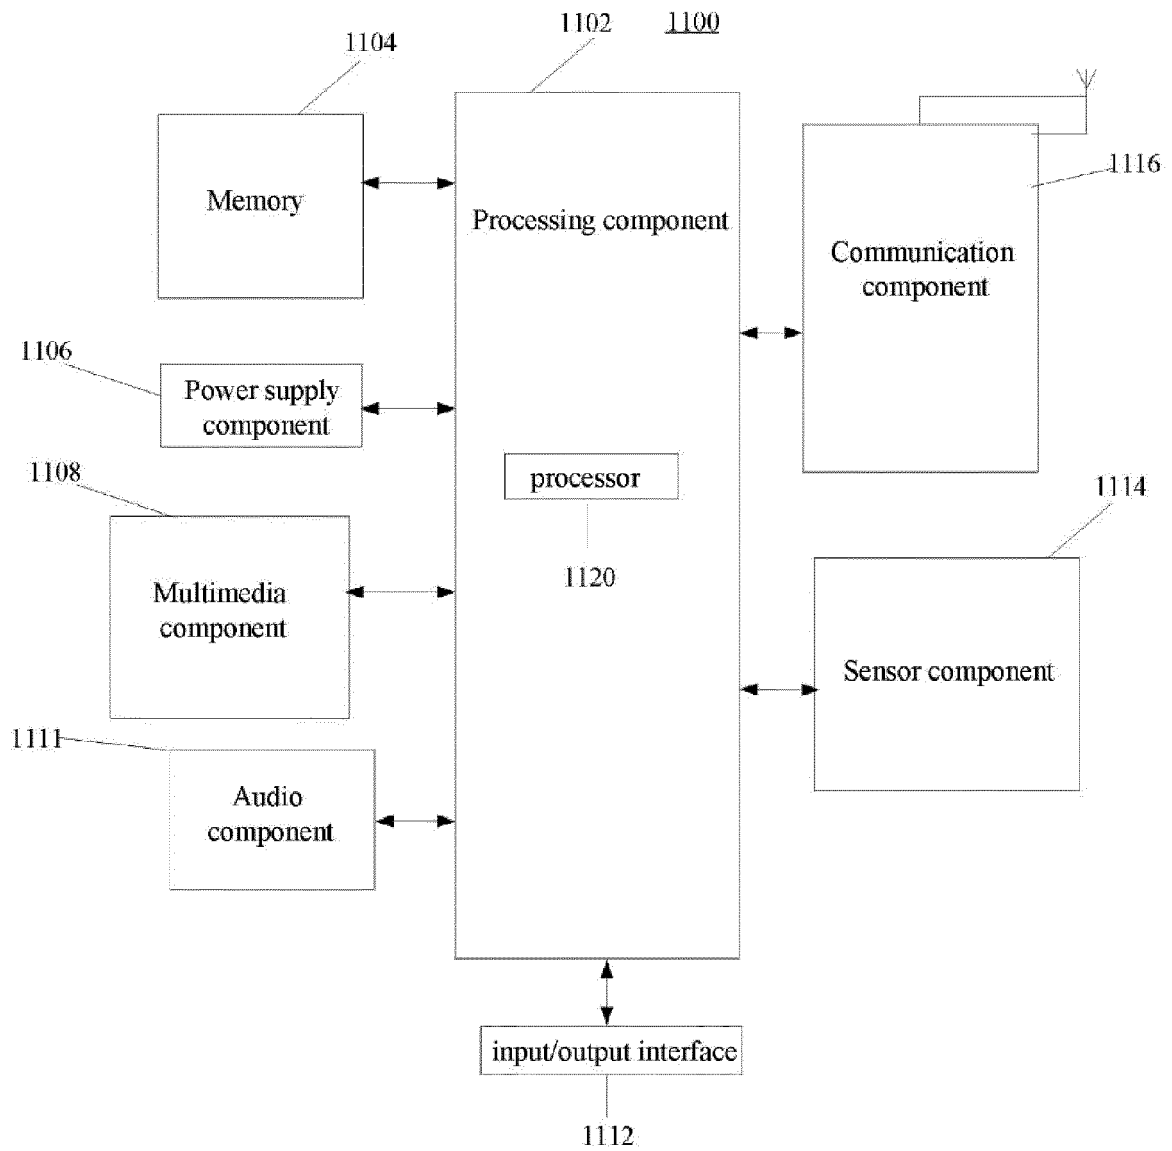 1102
1100
1104
Memory
Processing component
1116
Communication
component
1106
Power supply
component
1108
processor
1114
Multimedia
component
1120
Sensor component
1111
Audio
component
input/output interface
1112